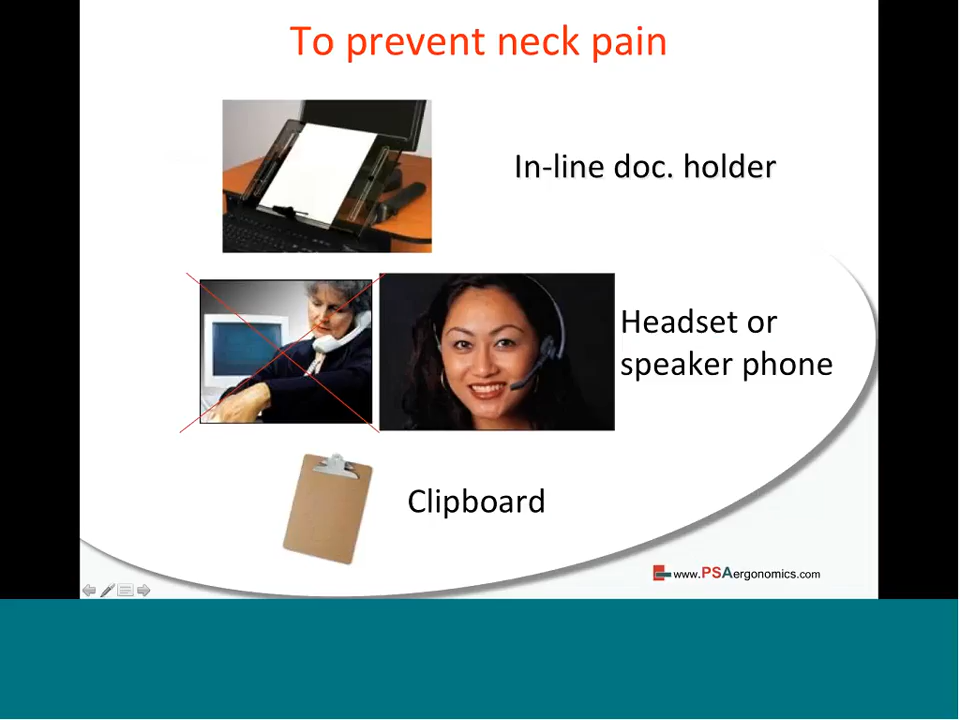 To prevent neck pain
In-line doc. holder
Headset or
speaker phone
Clipboard
www.PSAergonomics.com